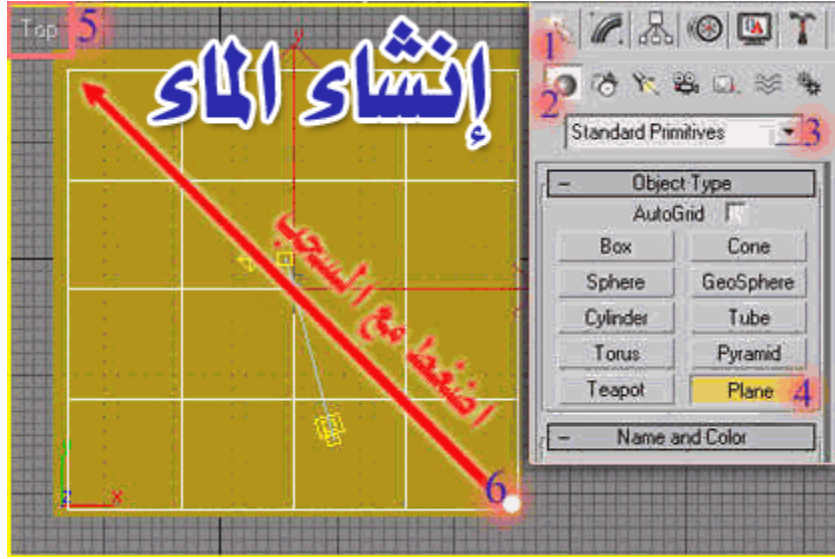 Top 5
إنشاء الماء
1
2
Standard Primitives 3
Object Type
AutoGrid
Box Cone
Sphere GeoSphere
Cylinder Tube
Torus Pyramid
Teapot Plane 4
Name and Color
اضغط مع السحب
6
y
x
y
z x